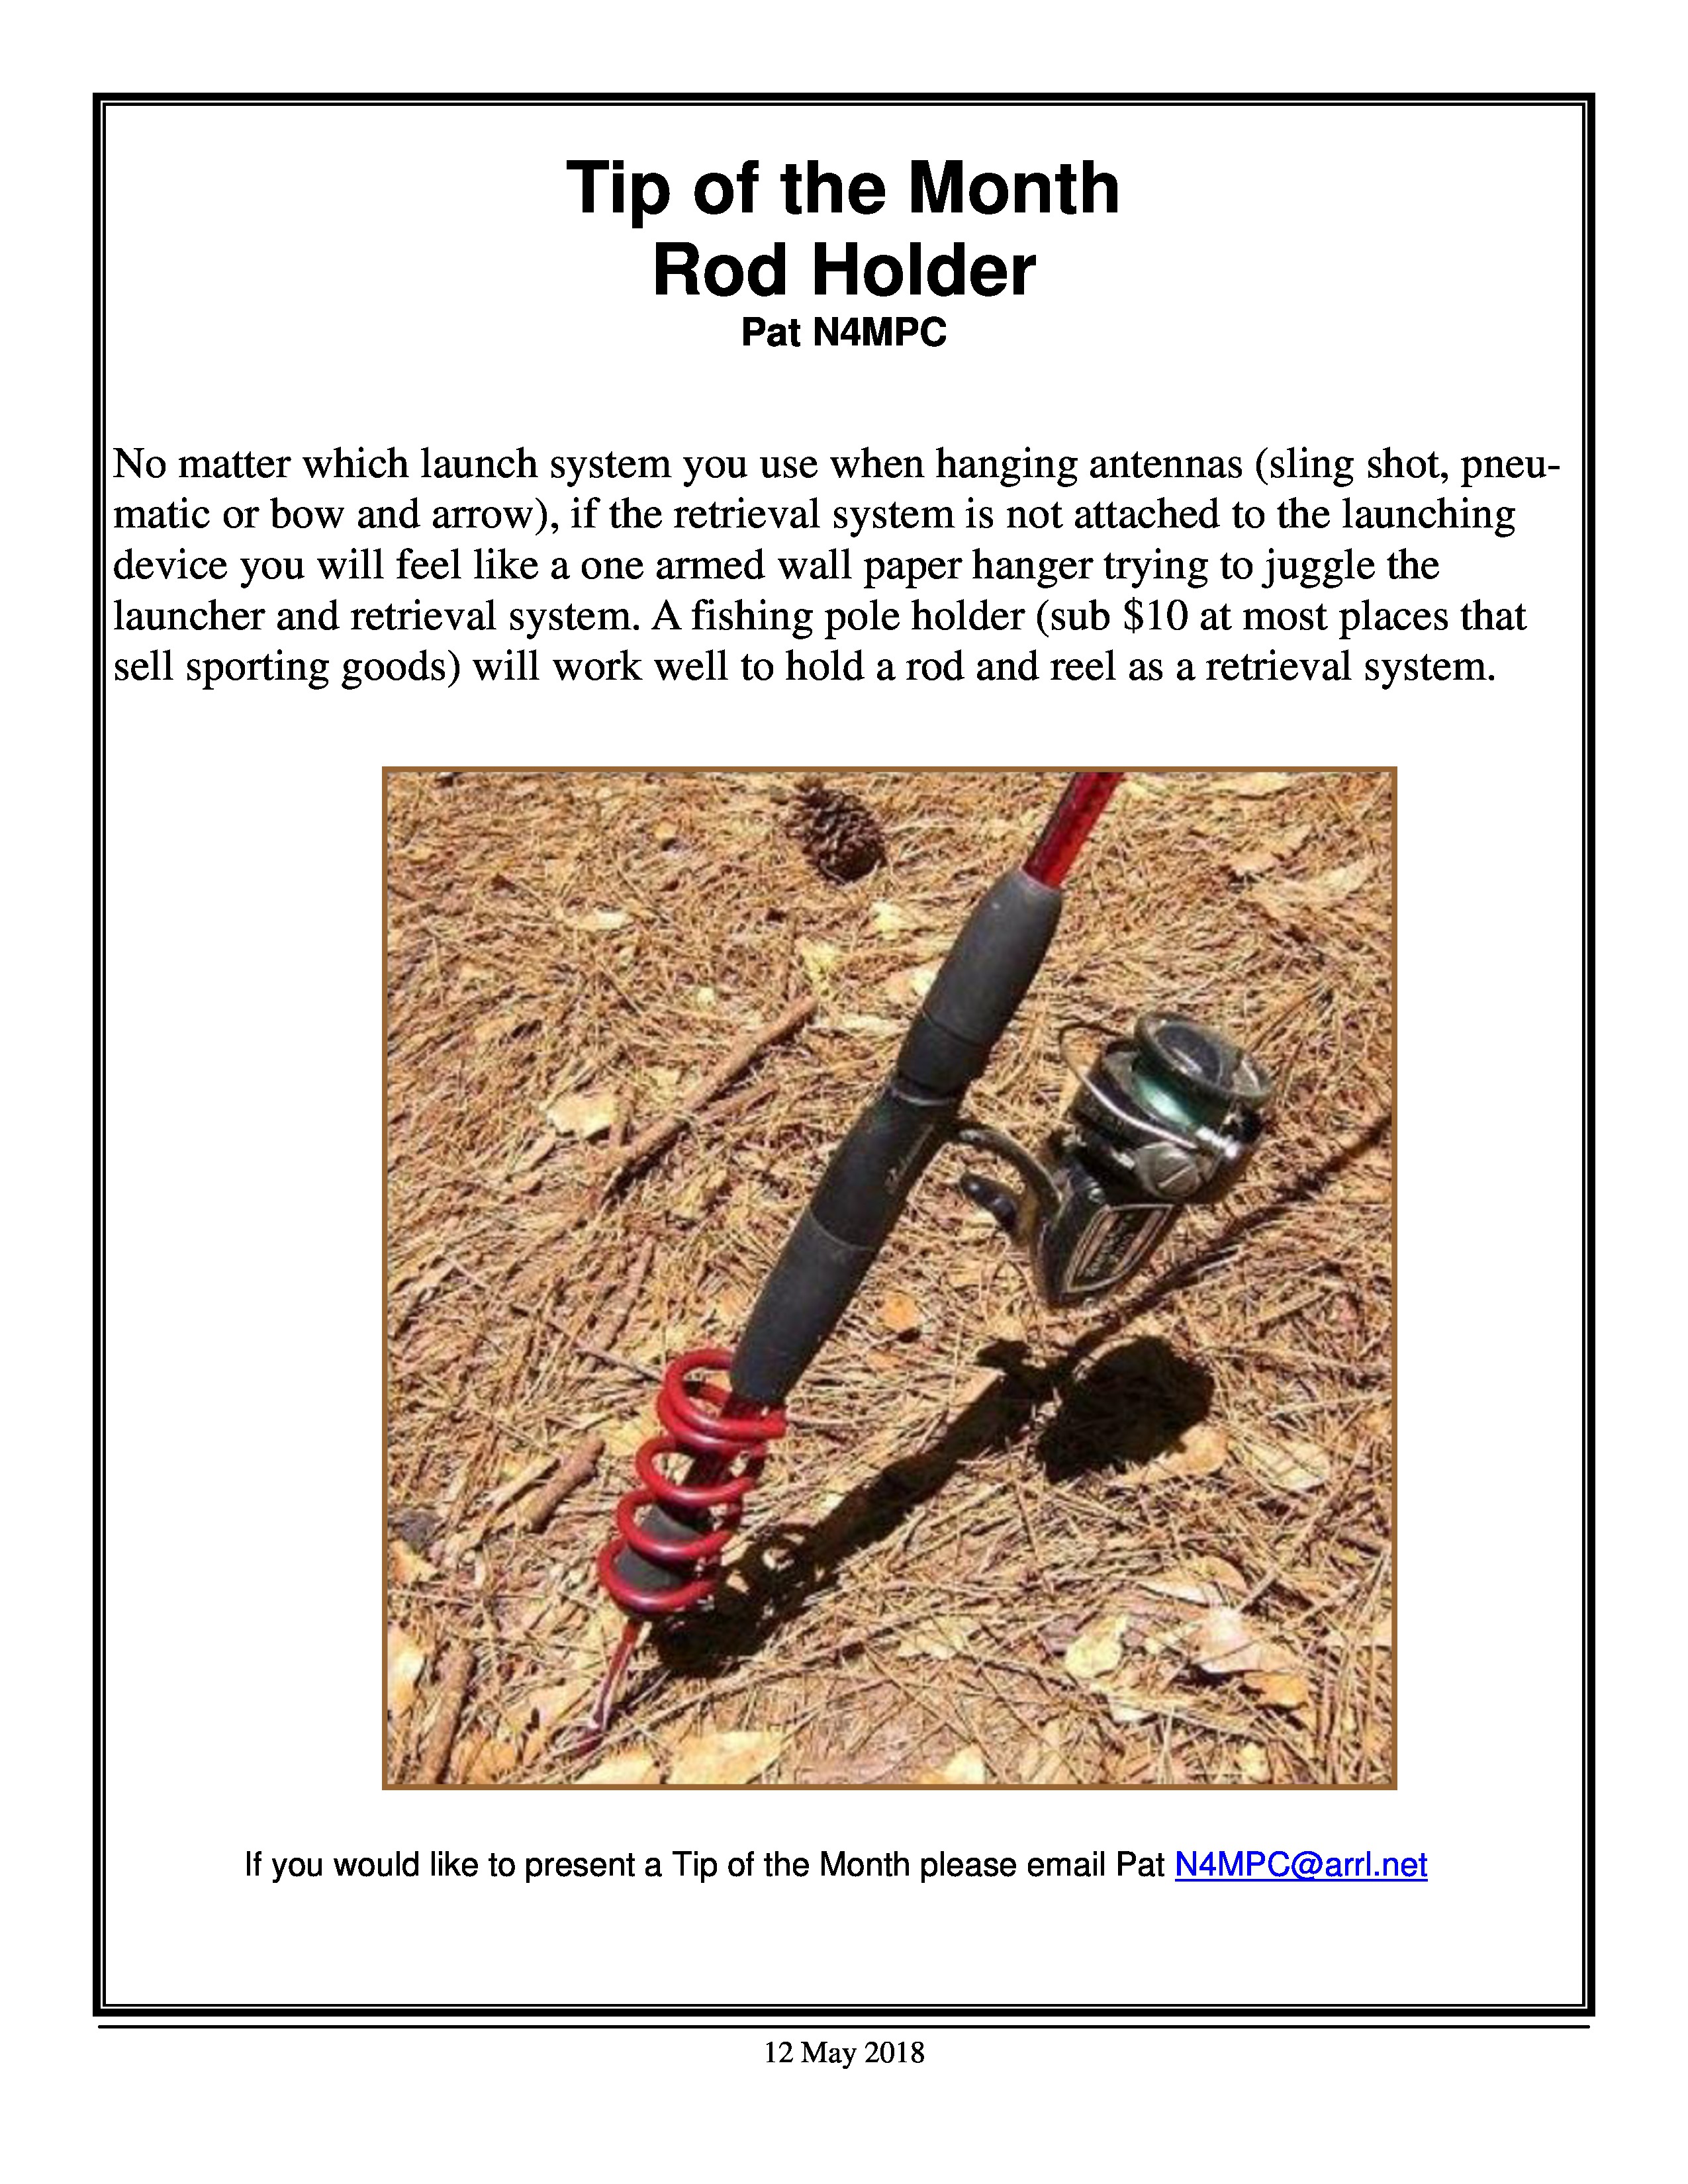 Tip of the Month
Rod Holder
Pat N4MPC
No matter which launch system you use when hanging antennas (sling shot, pneu-
matic or bow and arrow), if the retrieval system is not attached to the launching
device you will feel like a one armed wall paper hanger trying to juggle the
launcher and retrieval system. A fishing pole holder (sub $10 at most places that
sell sporting goods) will work well to hold a rod and reel as a retrieval system.
If you would like to present a Tip of the Month please email Pat N4MPC@arrl.net
12 May 2018